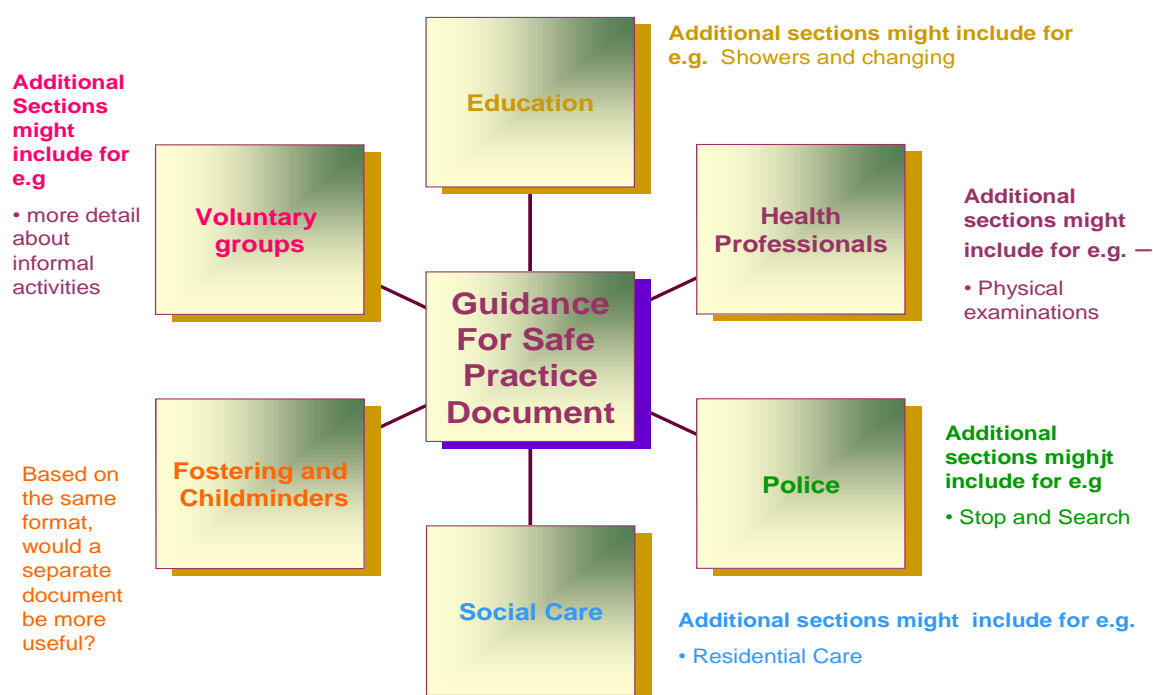 Education
Additional sections might include for
e.g. Showers and changing
Additional
Sections
might
include for
e.g
• more detail
about
informal
activities
Voluntary
groups
Health
Professionals
Additional
sections might
include for e.g. –
• Physical
examinations
Guidance
For Safe
Practice
Document
Based on
the same
format,
would a
separate
document
be more
useful?
Fostering and
Childminders
Police
Additional
sections mighjt
include for e.g
• Stop and Search
Social Care
Additional sections might include for e.g.
• Residential Care